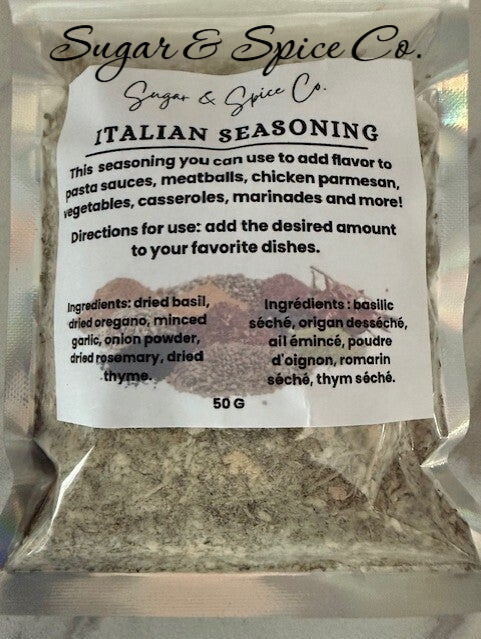 Sugar & Spice Co.
Sugar & Spice Co.
ITALIAN SEASONING
This seasoning you can use to add flavor to
pasta sauces, meatballs, chicken parmesan,
vegetables, casseroles, marinades and more!
Directions for use: add the desired amount
to your favorite dishes.
Ingredients: dried basil,
dried oregano, minced
garlic, onion powder,
dried rosemary, dried
thyme.
Ingrédients : basilic
séché, origan desséché,
ail émincé, poudre
d'oignon, romarin
séché, thym séché.
50 G